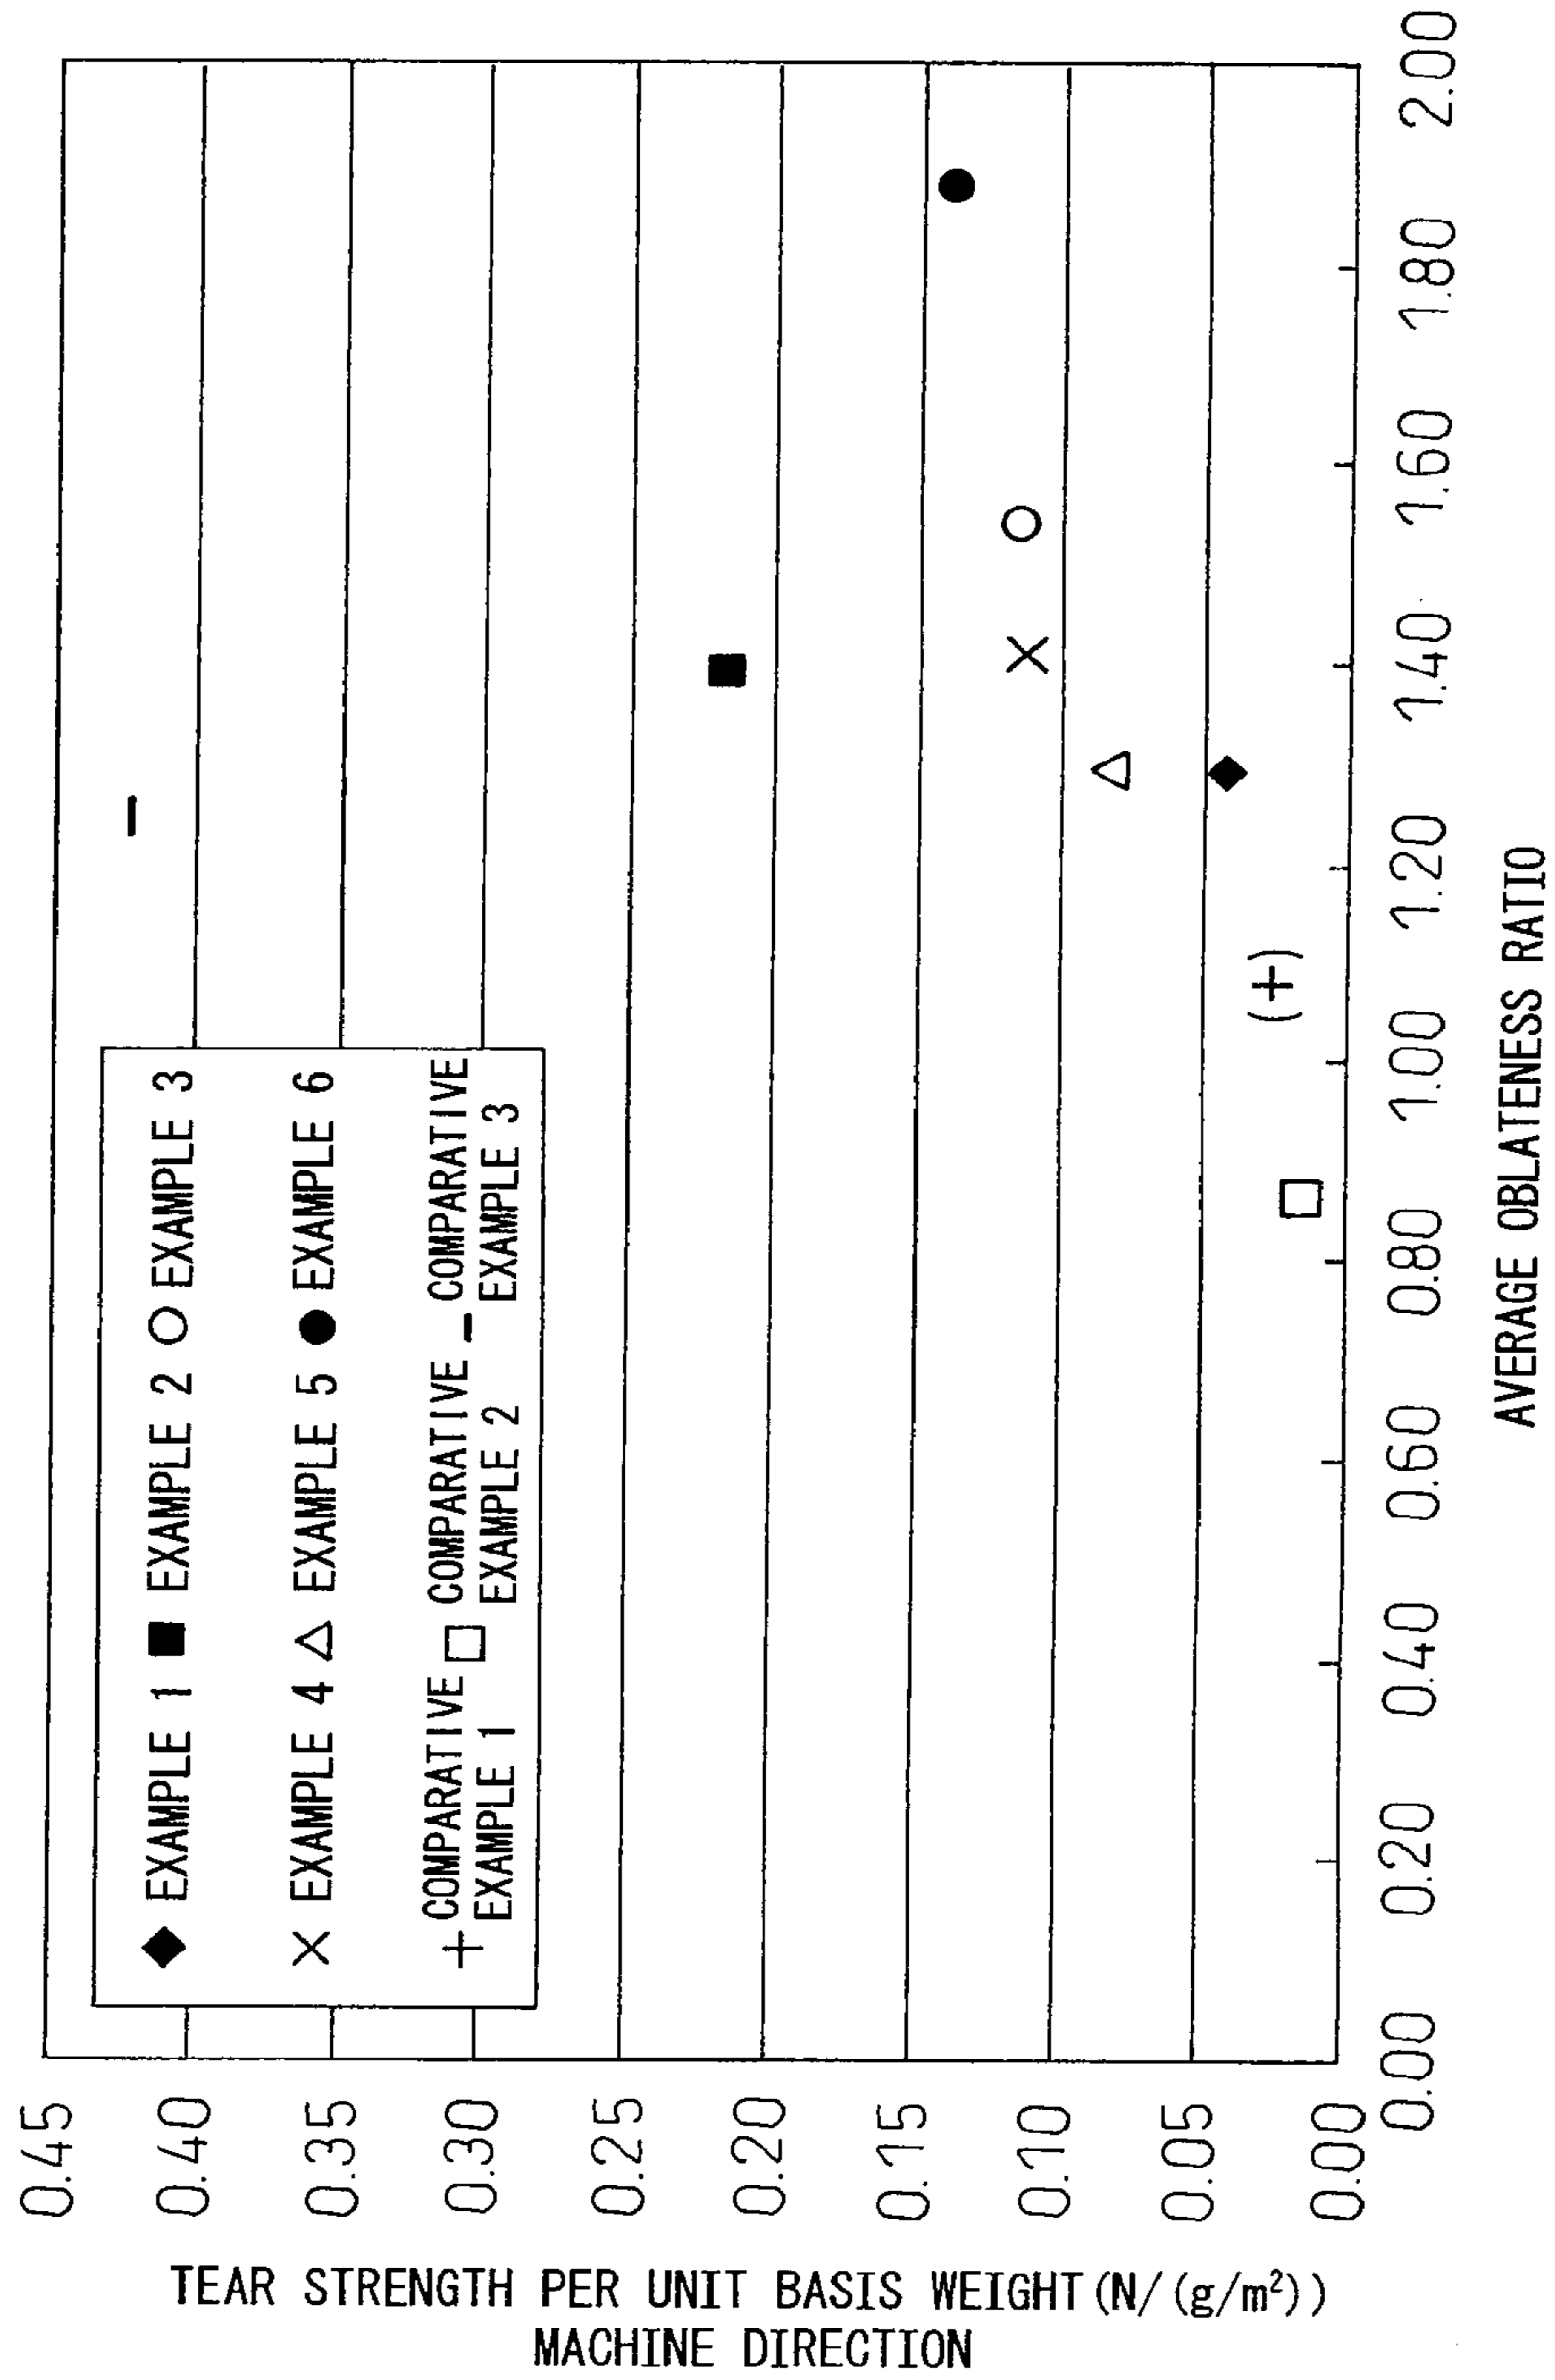 TEAR STRENGTH PER UNIT BASIS WEIGHT(N/(g/m²))
MACHINE DIRECTION
0.45
0.40
0.35
0.30
0.25
0.20
0.15
0.10
0.05
0.00
◆ EXAMPLE 1 ■ EXAMPLE 2 ○ EXAMPLE 3
× EXAMPLE 4 △ EXAMPLE 5 ● EXAMPLE 6
+ COMPARATIVE □ COMPARATIVE – COMPARATIVE
EXAMPLE 1 EXAMPLE 2 EXAMPLE 3
(+)
0.00 0.20 0.40 0.60 0.80 1.00 1.20 1.40 1.60 1.80 2.00
AVERAGE OBLATENESS RATIO